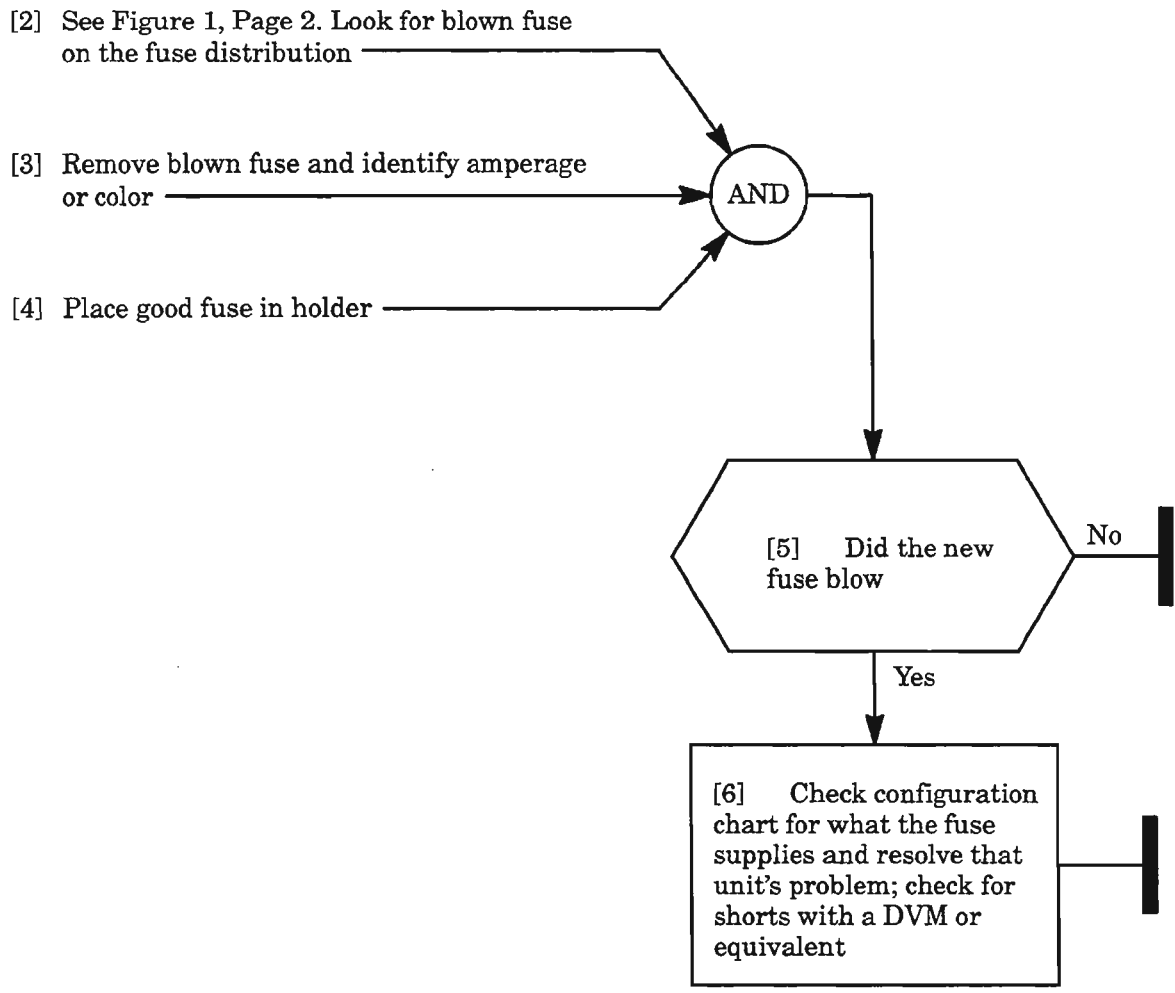 [2] See Figure 1, Page 2. Look for blown fuse
on the fuse distribution
[3] Remove blown fuse and identify amperage
or color
AND
[4] Place good fuse in holder
[5] Did the new
fuse blow
No
Yes
[6] Check configuration
chart for what the fuse
supplies and resolve that
unit's problem; check for
shorts with a DVM or
equivalent